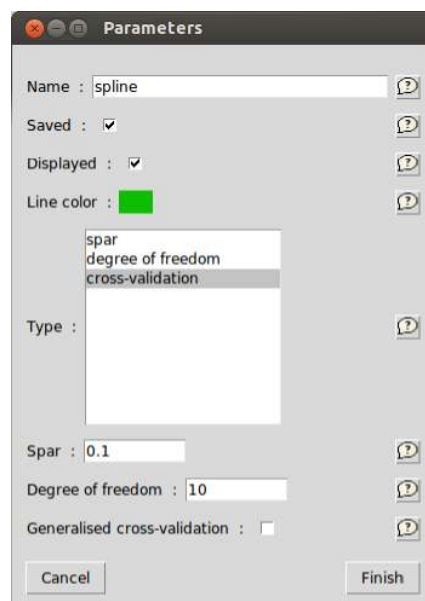 Parameters
Name : spline
Saved :
Displayed :
Line color :
spar
degree of freedom
cross-validation
Type :
Spar : 0.1
Degree of freedom : 10
Generalised cross-validation :
Cancel Finish